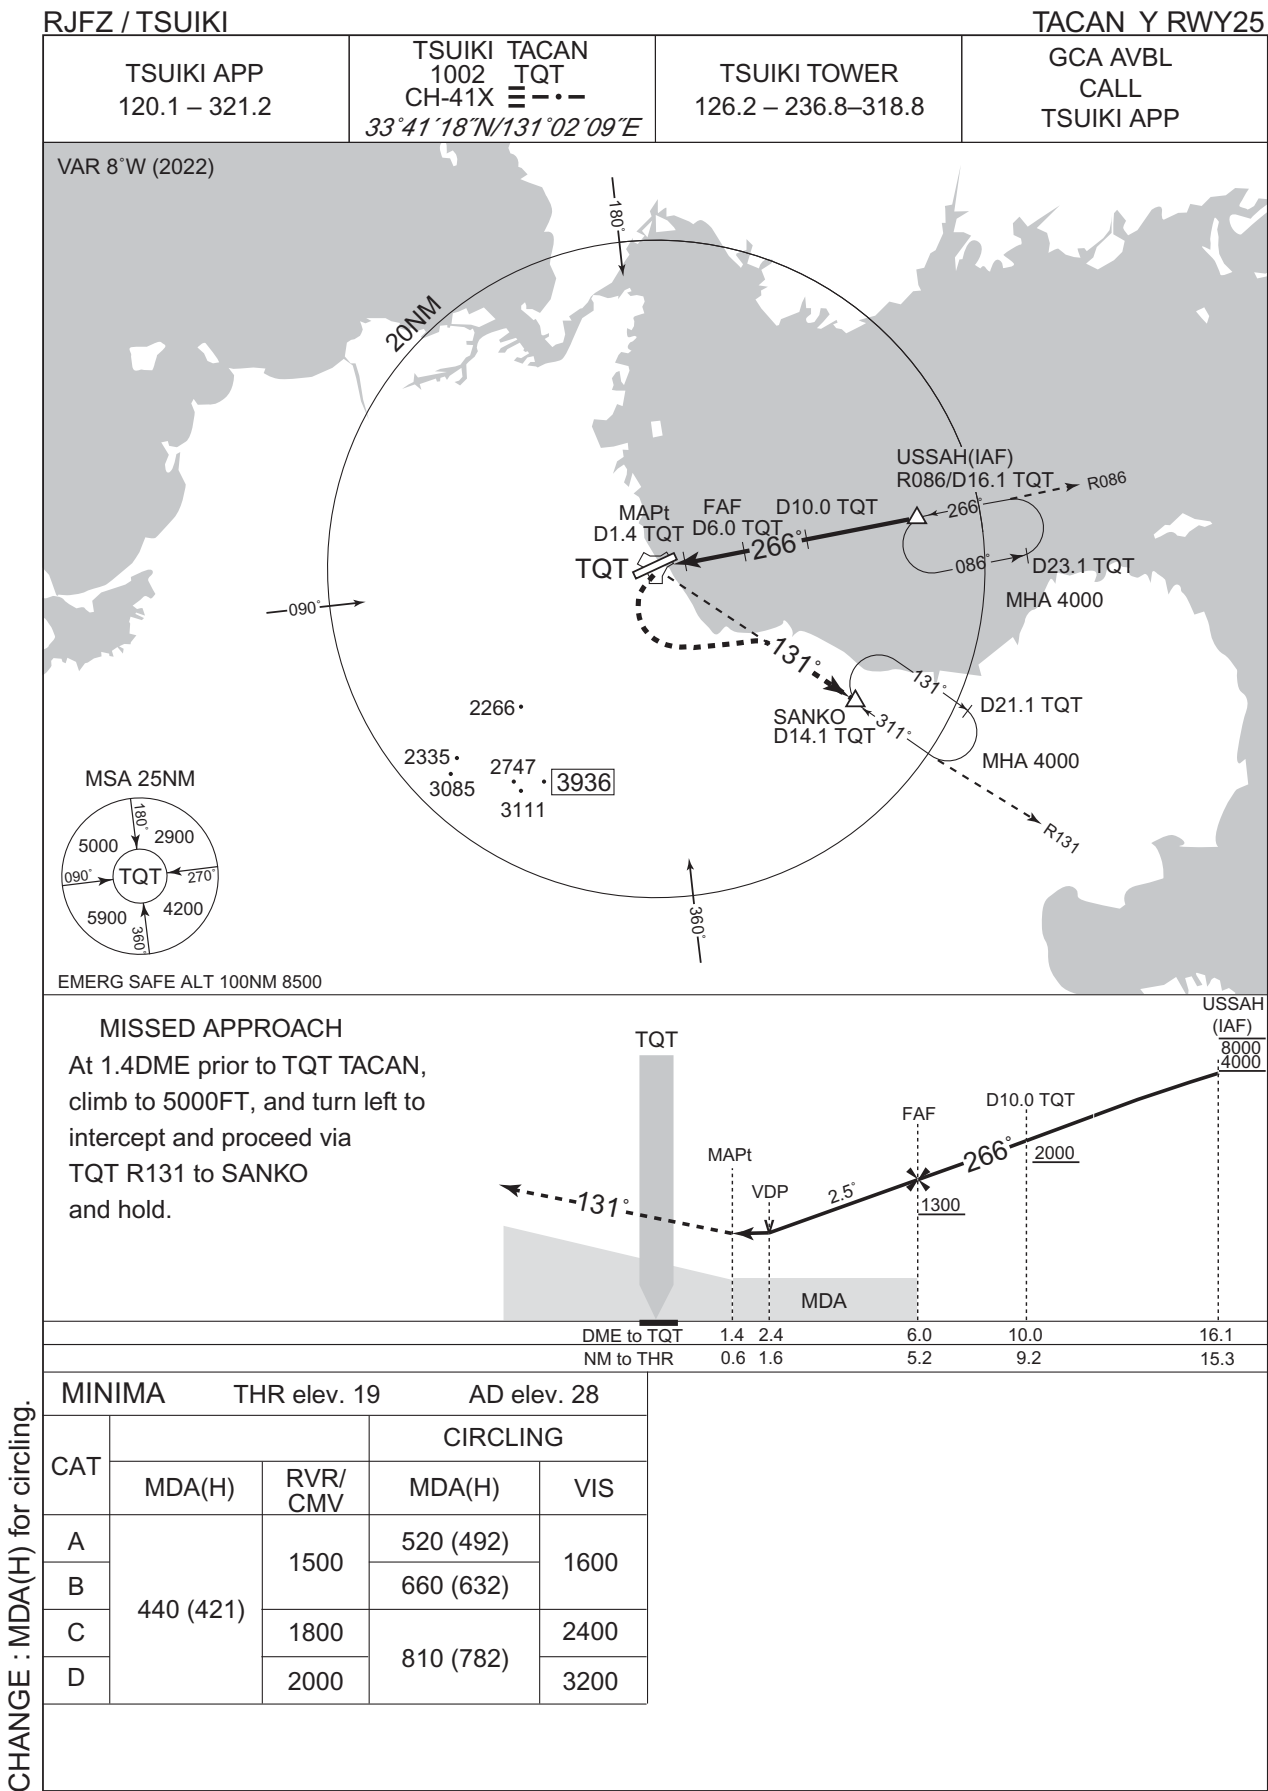 RJFZ / TSUIKI
TACAN Y RWY25
TSUIKI APP
120.1 – 321.2
TSUIKI TACAN
1002 TQT
CH-41X
33°41´18˝N/131°02´09˝E
TSUIKI TOWER
126.2 – 236.8–318.8
GCA AVBL
CALL
TSUIKI APP
VAR 8°W (2022)
180°
20NM
USSAH(IAF)
R086/D16.1 TQT
R086
266°
086°
D23.1 TQT
MHA 4000
D10.0 TQT
FAF
D6.0 TQT
MAPt
D1.4 TQT
266°
TQT
090°
131°
SANKO
D14.1 TQT
131°
311°
D21.1 TQT
MHA 4000
R131
2266
2335
3085
2747
3936
3111
360°
MSA 25NM
180°
5000
2900
090°
TQT
270°
5900
4200
360°
EMERG SAFE ALT 100NM 8500
MISSED APPROACH
At 1.4DME prior to TQT TACAN,
climb to 5000FT, and turn left to
intercept and proceed via
TQT R131 to SANKO
and hold.
TQT
USSAH
(IAF)
8000
4000
D10.0 TQT
FAF
266°
2000
MAPt
VDP
2.5°
1300
131°
MDA
DME to TQT 1.4 2.4 6.0 10.0 16.1
NM to THR 0.6 1.6 5.2 9.2 15.3
MINIMA THR elev. 19 AD elev. 28
CAT
CIRCLING
MDA(H)
RVR/
CMV
MDA(H)
VIS
A
B
C
D
440 (421)
1500
1800
2000
520 (492)
660 (632)
810 (782)
1600
2400
3200
CHANGE : MDA(H) for circling.